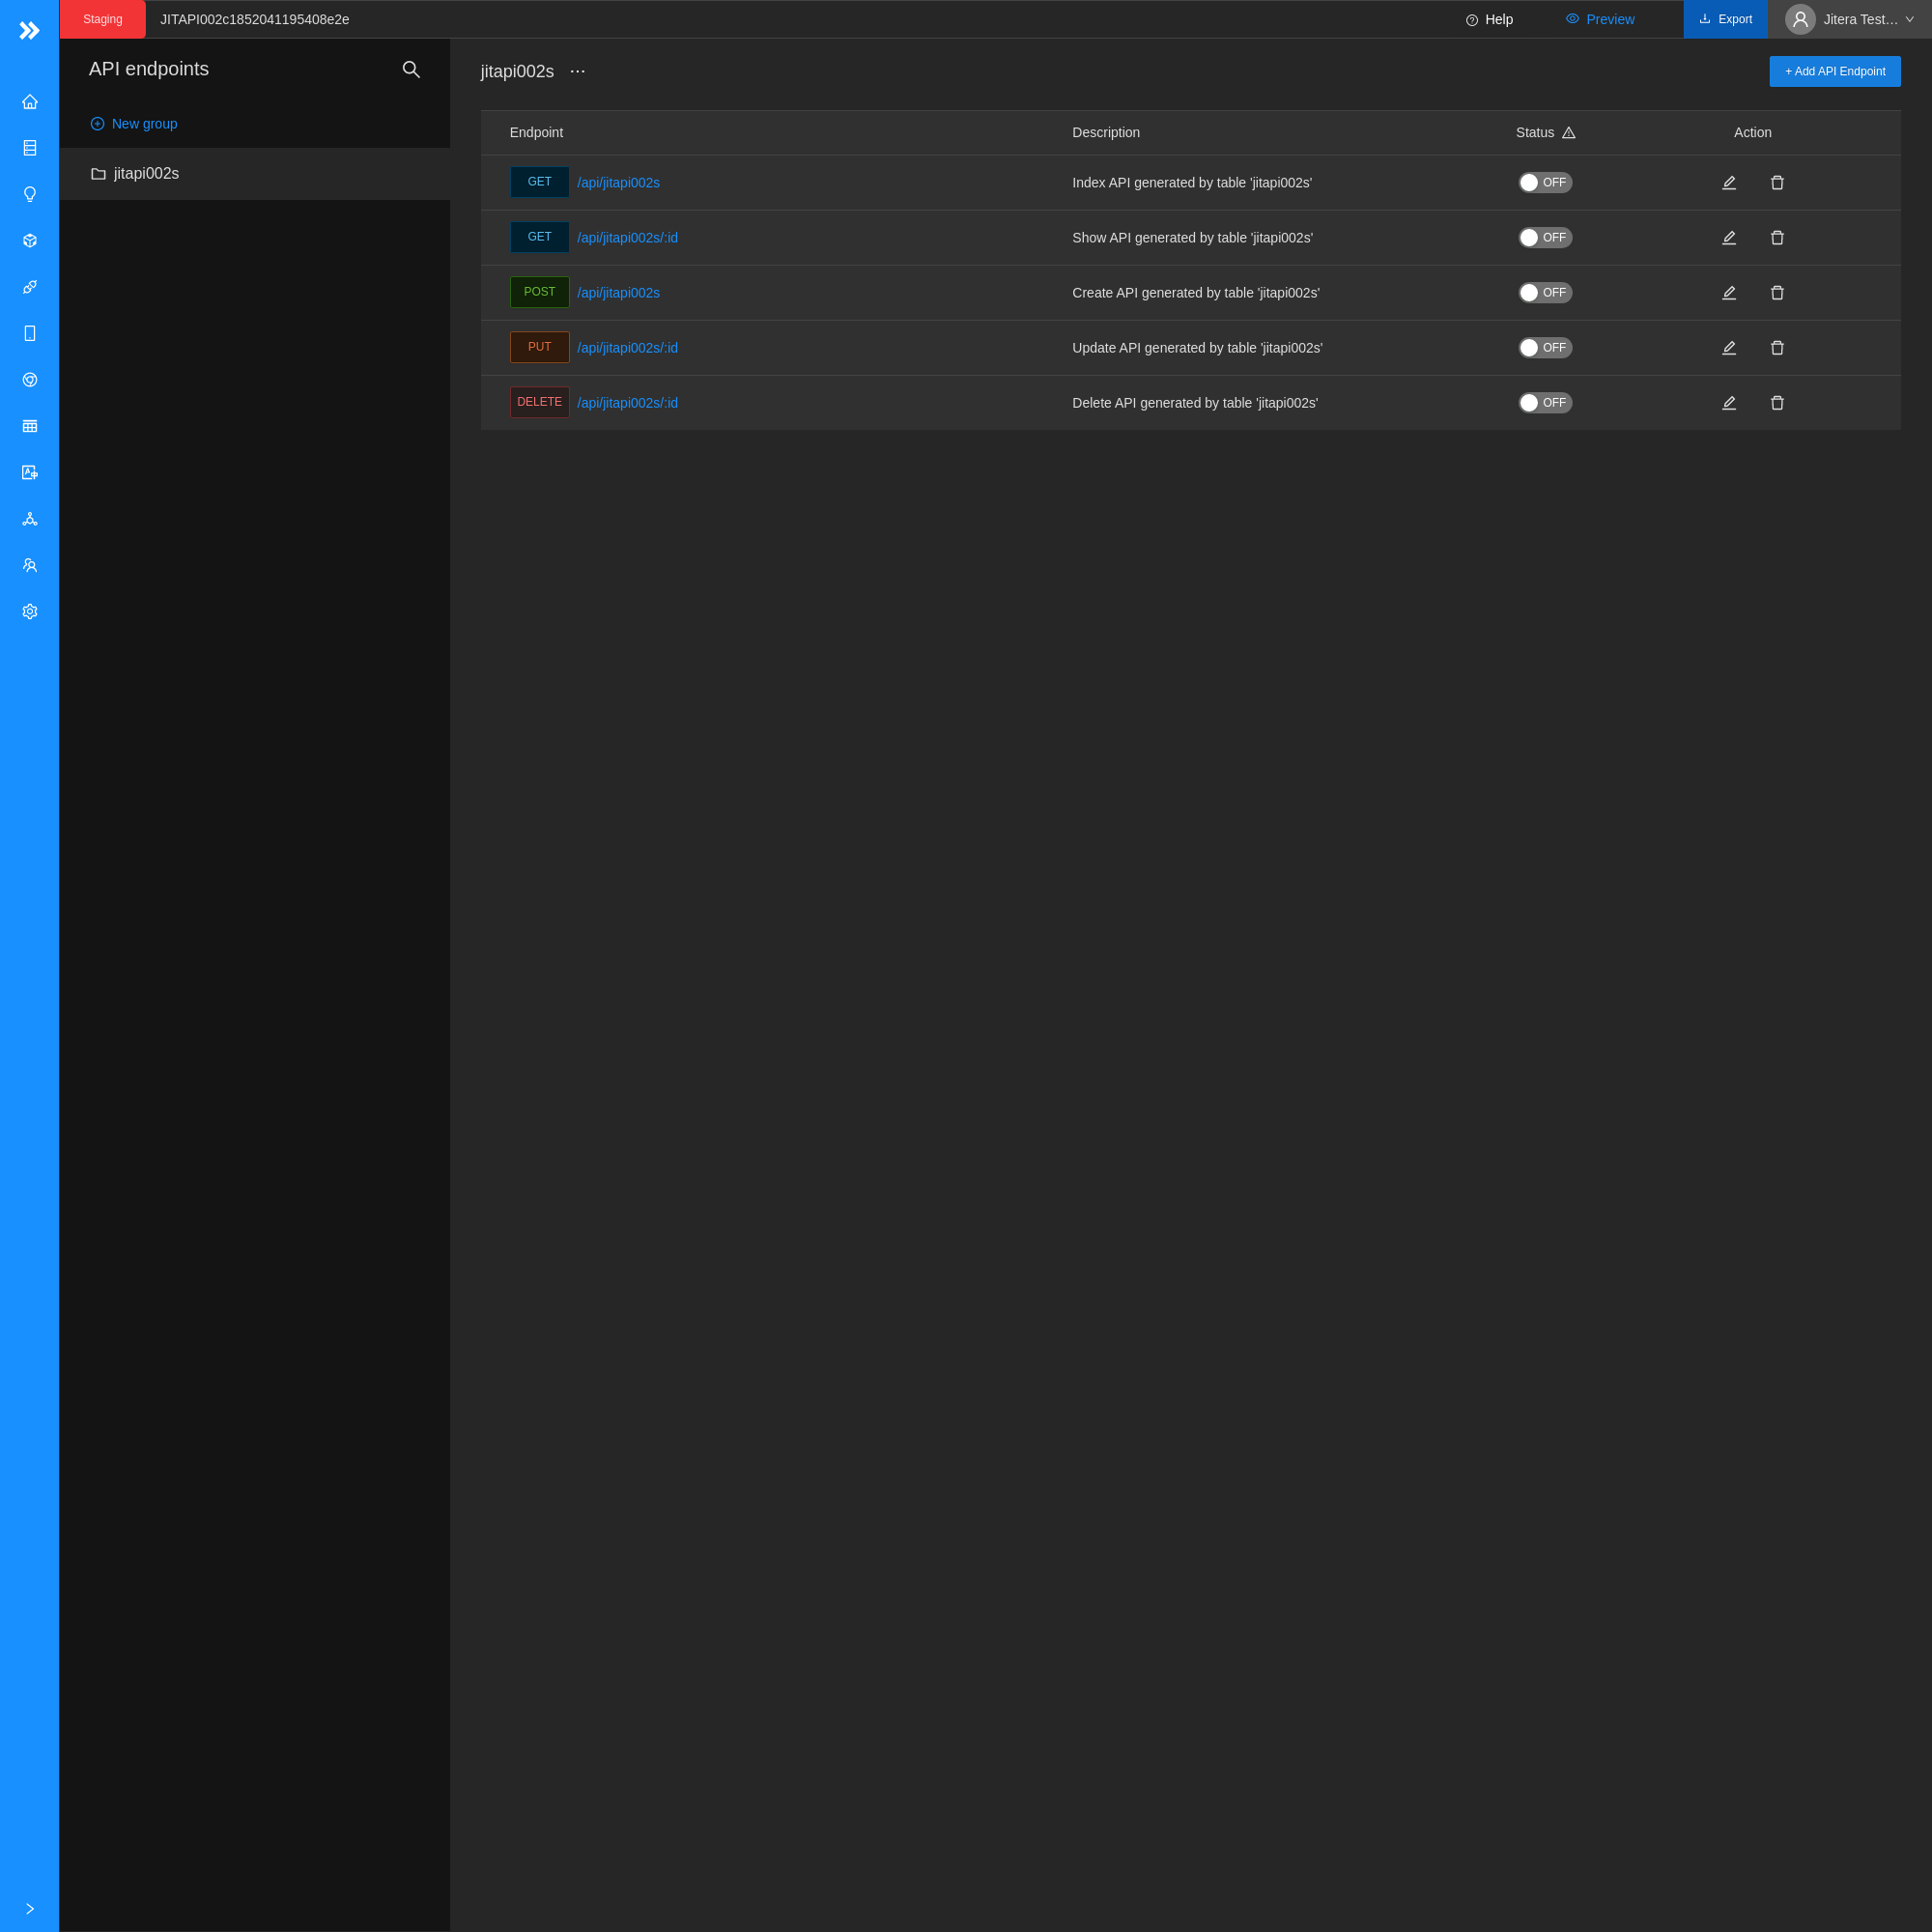 Staging JITAPI002c1852041195408e2e Help Preview Export Jitera Test…
API endpoints
New group
jitapi002s
jitapi002s ··· + Add API Endpoint
Endpoint Description Status Action
GET /api/jitapi002s Index API generated by table 'jitapi002s' OFF
GET /api/jitapi002s/:id Show API generated by table 'jitapi002s' OFF
POST /api/jitapi002s Create API generated by table 'jitapi002s' OFF
PUT /api/jitapi002s/:id Update API generated by table 'jitapi002s' OFF
DELETE /api/jitapi002s/:id Delete API generated by table 'jitapi002s' OFF